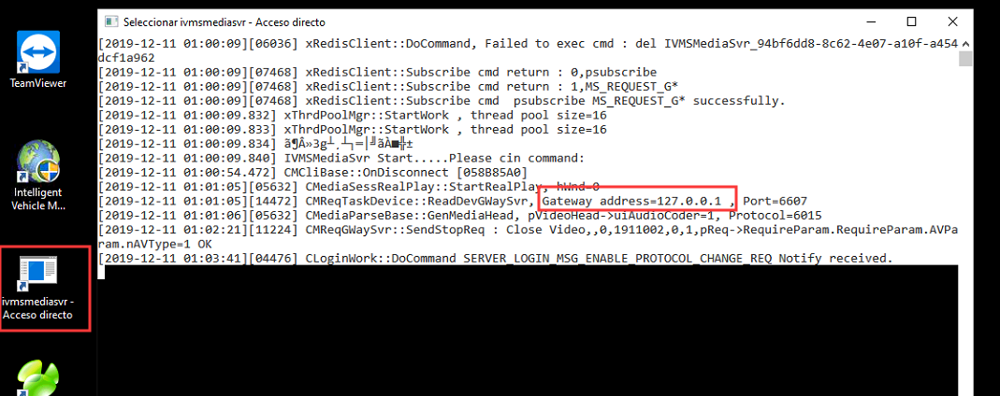 Seleccionar ivmsmediasvr - Acceso directo
[2019-12-11 01:00:09][06036] xRedisClient::DoCommand, Failed to exec cmd : del IVMSMediaSvr_94bf6dd8-8c62-4e07-a10f-a454
dcf1a962
[2019-12-11 01:00:09][07468] xRedisClient::Subscribe cmd return : 0,psubscribe
[2019-12-11 01:00:09][07468] xRedisClient::Subscribe cmd return : 1,MS_REQUEST_G*
[2019-12-11 01:00:09][07468] xRedisClient::Subscribe cmd  psubscribe MS_REQUEST_G* successfully.
[2019-12-11 01:00:09.832] xThrdPoolMgr::StartWork , thread pool size=16
[2019-12-11 01:00:09.833] xThrdPoolMgr::StartWork , thread pool size=16
[2019-12-11 01:00:09.834]
[2019-12-11 01:00:09.840] IVMSMediaSvr Start.....Please cin command:
[2019-12-11 01:00:54.472] CMCliBase::OnDisconnect [058B85A0]
[2019-12-11 01:01:05][05632] CMediaSessRealPlay::StartRealPlay, hWnd=0
[2019-12-11 01:01:05][14472] CMReqTaskDevice::ReadDevGWaySvr, Gateway address=127.0.0.1 , Port=6607
[2019-12-11 01:01:06][05632] CMediaParseBase::GenMediaHead, pVideoHead->uiAudioCoder=1, Protocol=6015
[2019-12-11 01:02:21][11224] CMReqGWaySvr::SendStopReq : Close Video,,0,1911002,0,1,pReq->RequireParam.RequireParam.AVPa
ram.nAVType=1 OK
[2019-12-11 01:03:41][04476] CLoginWork::DoCommand SERVER_LOGIN_MSG_ENABLE_PROTOCOL_CHANGE_REQ Notify received.
TeamViewer
Intelligent
Vehicle M...
ivmsmediasvr -
Acceso directo